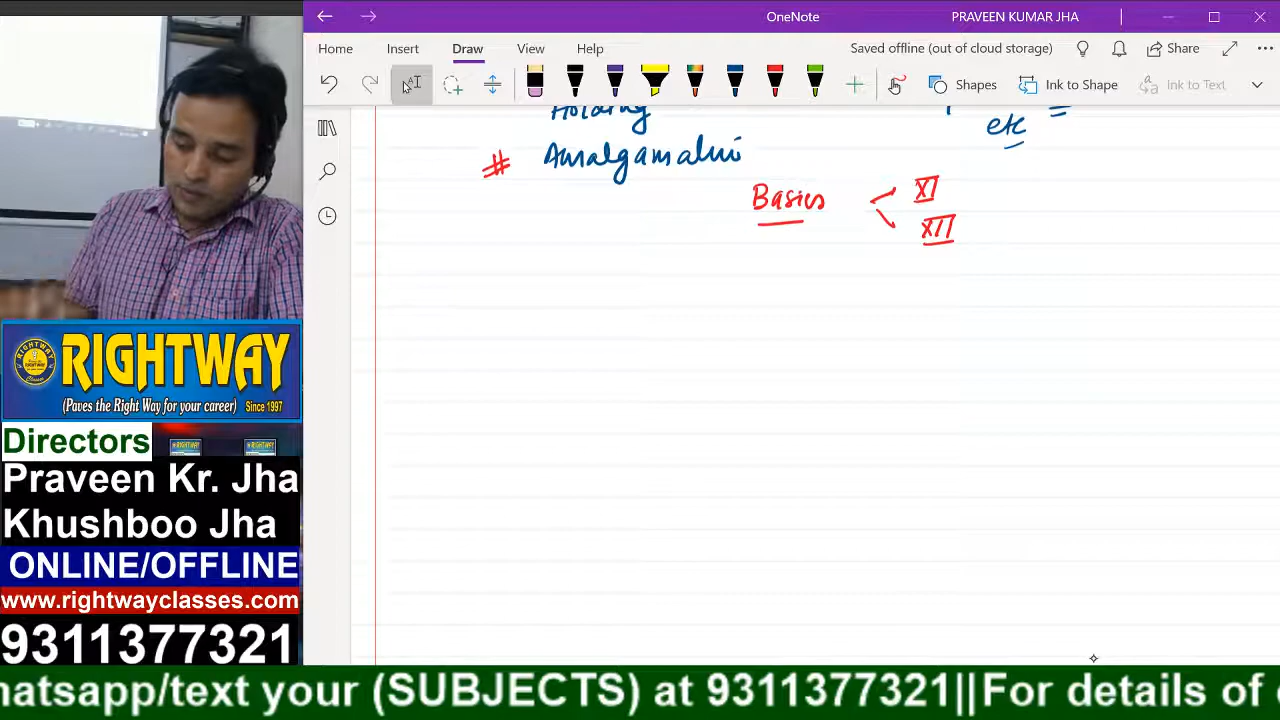 OneNote
PRAVEEN KUMAR JHA
Home Insert Draw View Help
Saved offline (out of cloud storage)
Share
Shapes
Ink to Shape
Ink to Text
Holding
etc
# Amalgamation
Basics < XI
XII
RIGHTWAY
(Paves the Right Way for your career) Since 1997
Directors
Praveen Kr. Jha
Khushboo Jha
ONLINE/OFFLINE
www.rightwayclasses.com
9311377321
hatsapp/text your (SUBJECTS) at 9311377321||For details of